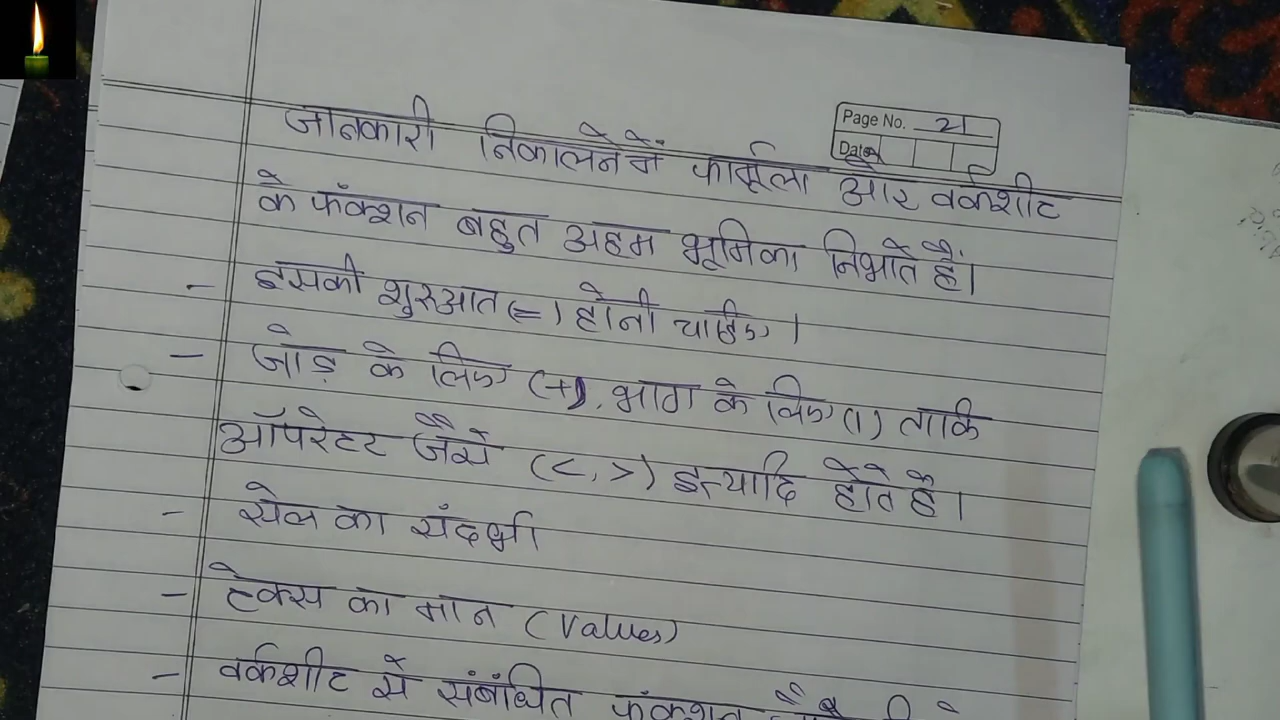 Page No. 21
Date
जानकारी निकालने में फार्मूला और वर्कशीट
के फंक्शन बहुत अहम भूमिका निभाते हैं।
- इसकी शुरुआत (=) होनी चाहिए।
- जोड़ के लिए (+), भाग के लिए (/) तार्कि
ऑपरेटर जैसे (<, >) इत्यादि होते है।
- सेल का संदर्भ
- टेक्स का मान (Values)
- वर्कशीट से संबंधित फंक्शन